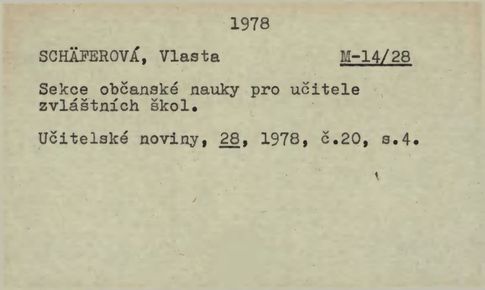 1978
SCHÄFEROVÁ, Vlasta M-14/28
Sekce občanské nauky pro učitele
zvláštních škol.
Učitelské noviny, 28, 1978, č.20, s.4.